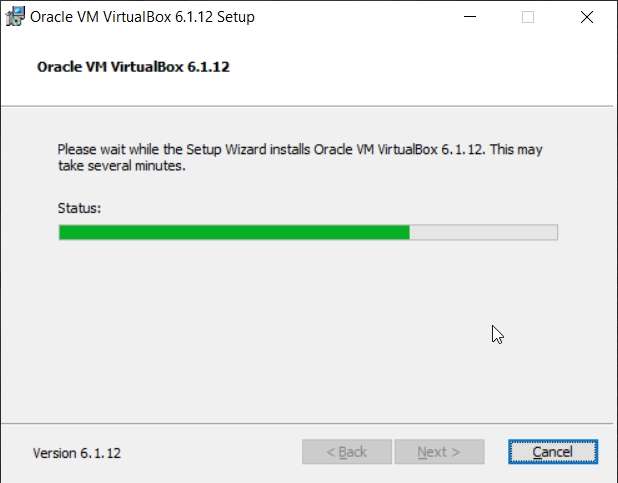 Oracle VM VirtualBox 6.1.12 Setup
Oracle VM VirtualBox 6.1.12
Please wait while the Setup Wizard installs Oracle VM VirtualBox 6.1.12. This may
take several minutes.
Status:
Version 6.1.12
< Back
Next >
Cancel